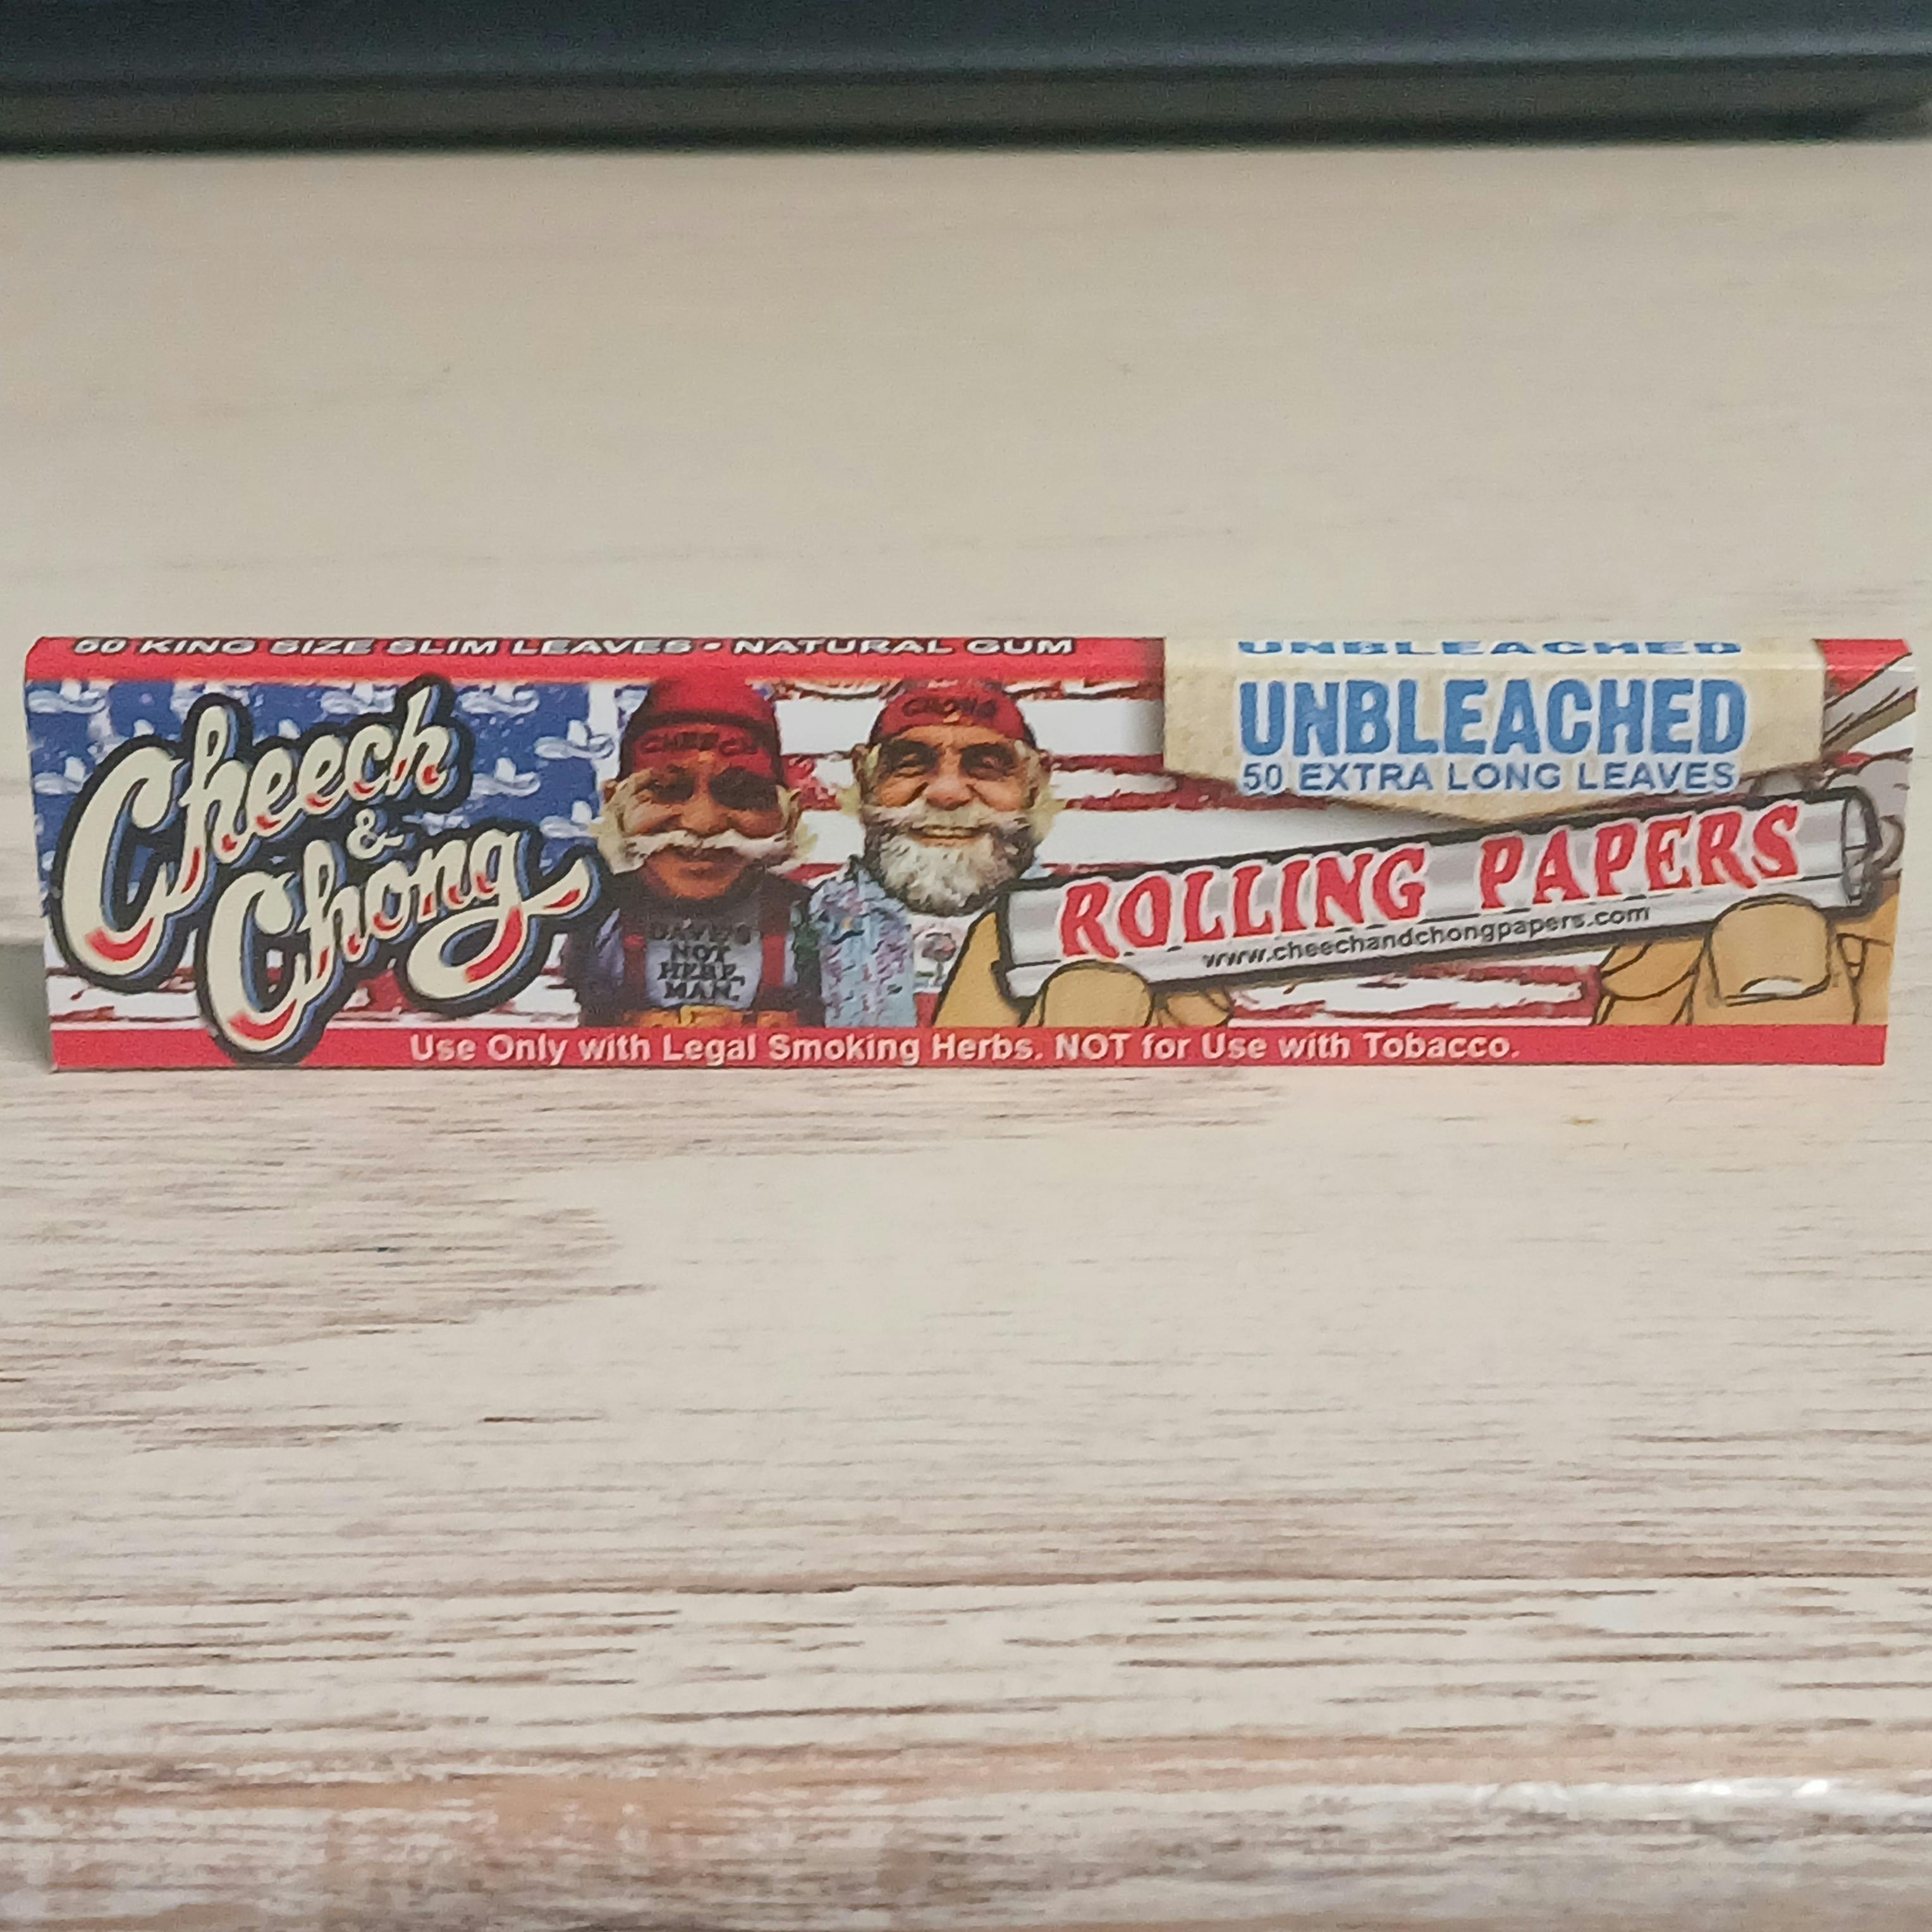 50 KING SIZE SLIM LEAVES • NATURAL GUM
UNBLEACHED
Cheech
&
Chong
CHEECH
CHONG
DAVE'S
NOT
HERE,
MAN.
UNBLEACHED
50 EXTRA LONG LEAVES
ROLLING PAPERS
www.cheechandchongpapers.com
Use Only with Legal Smoking Herbs. NOT for Use with Tobacco.